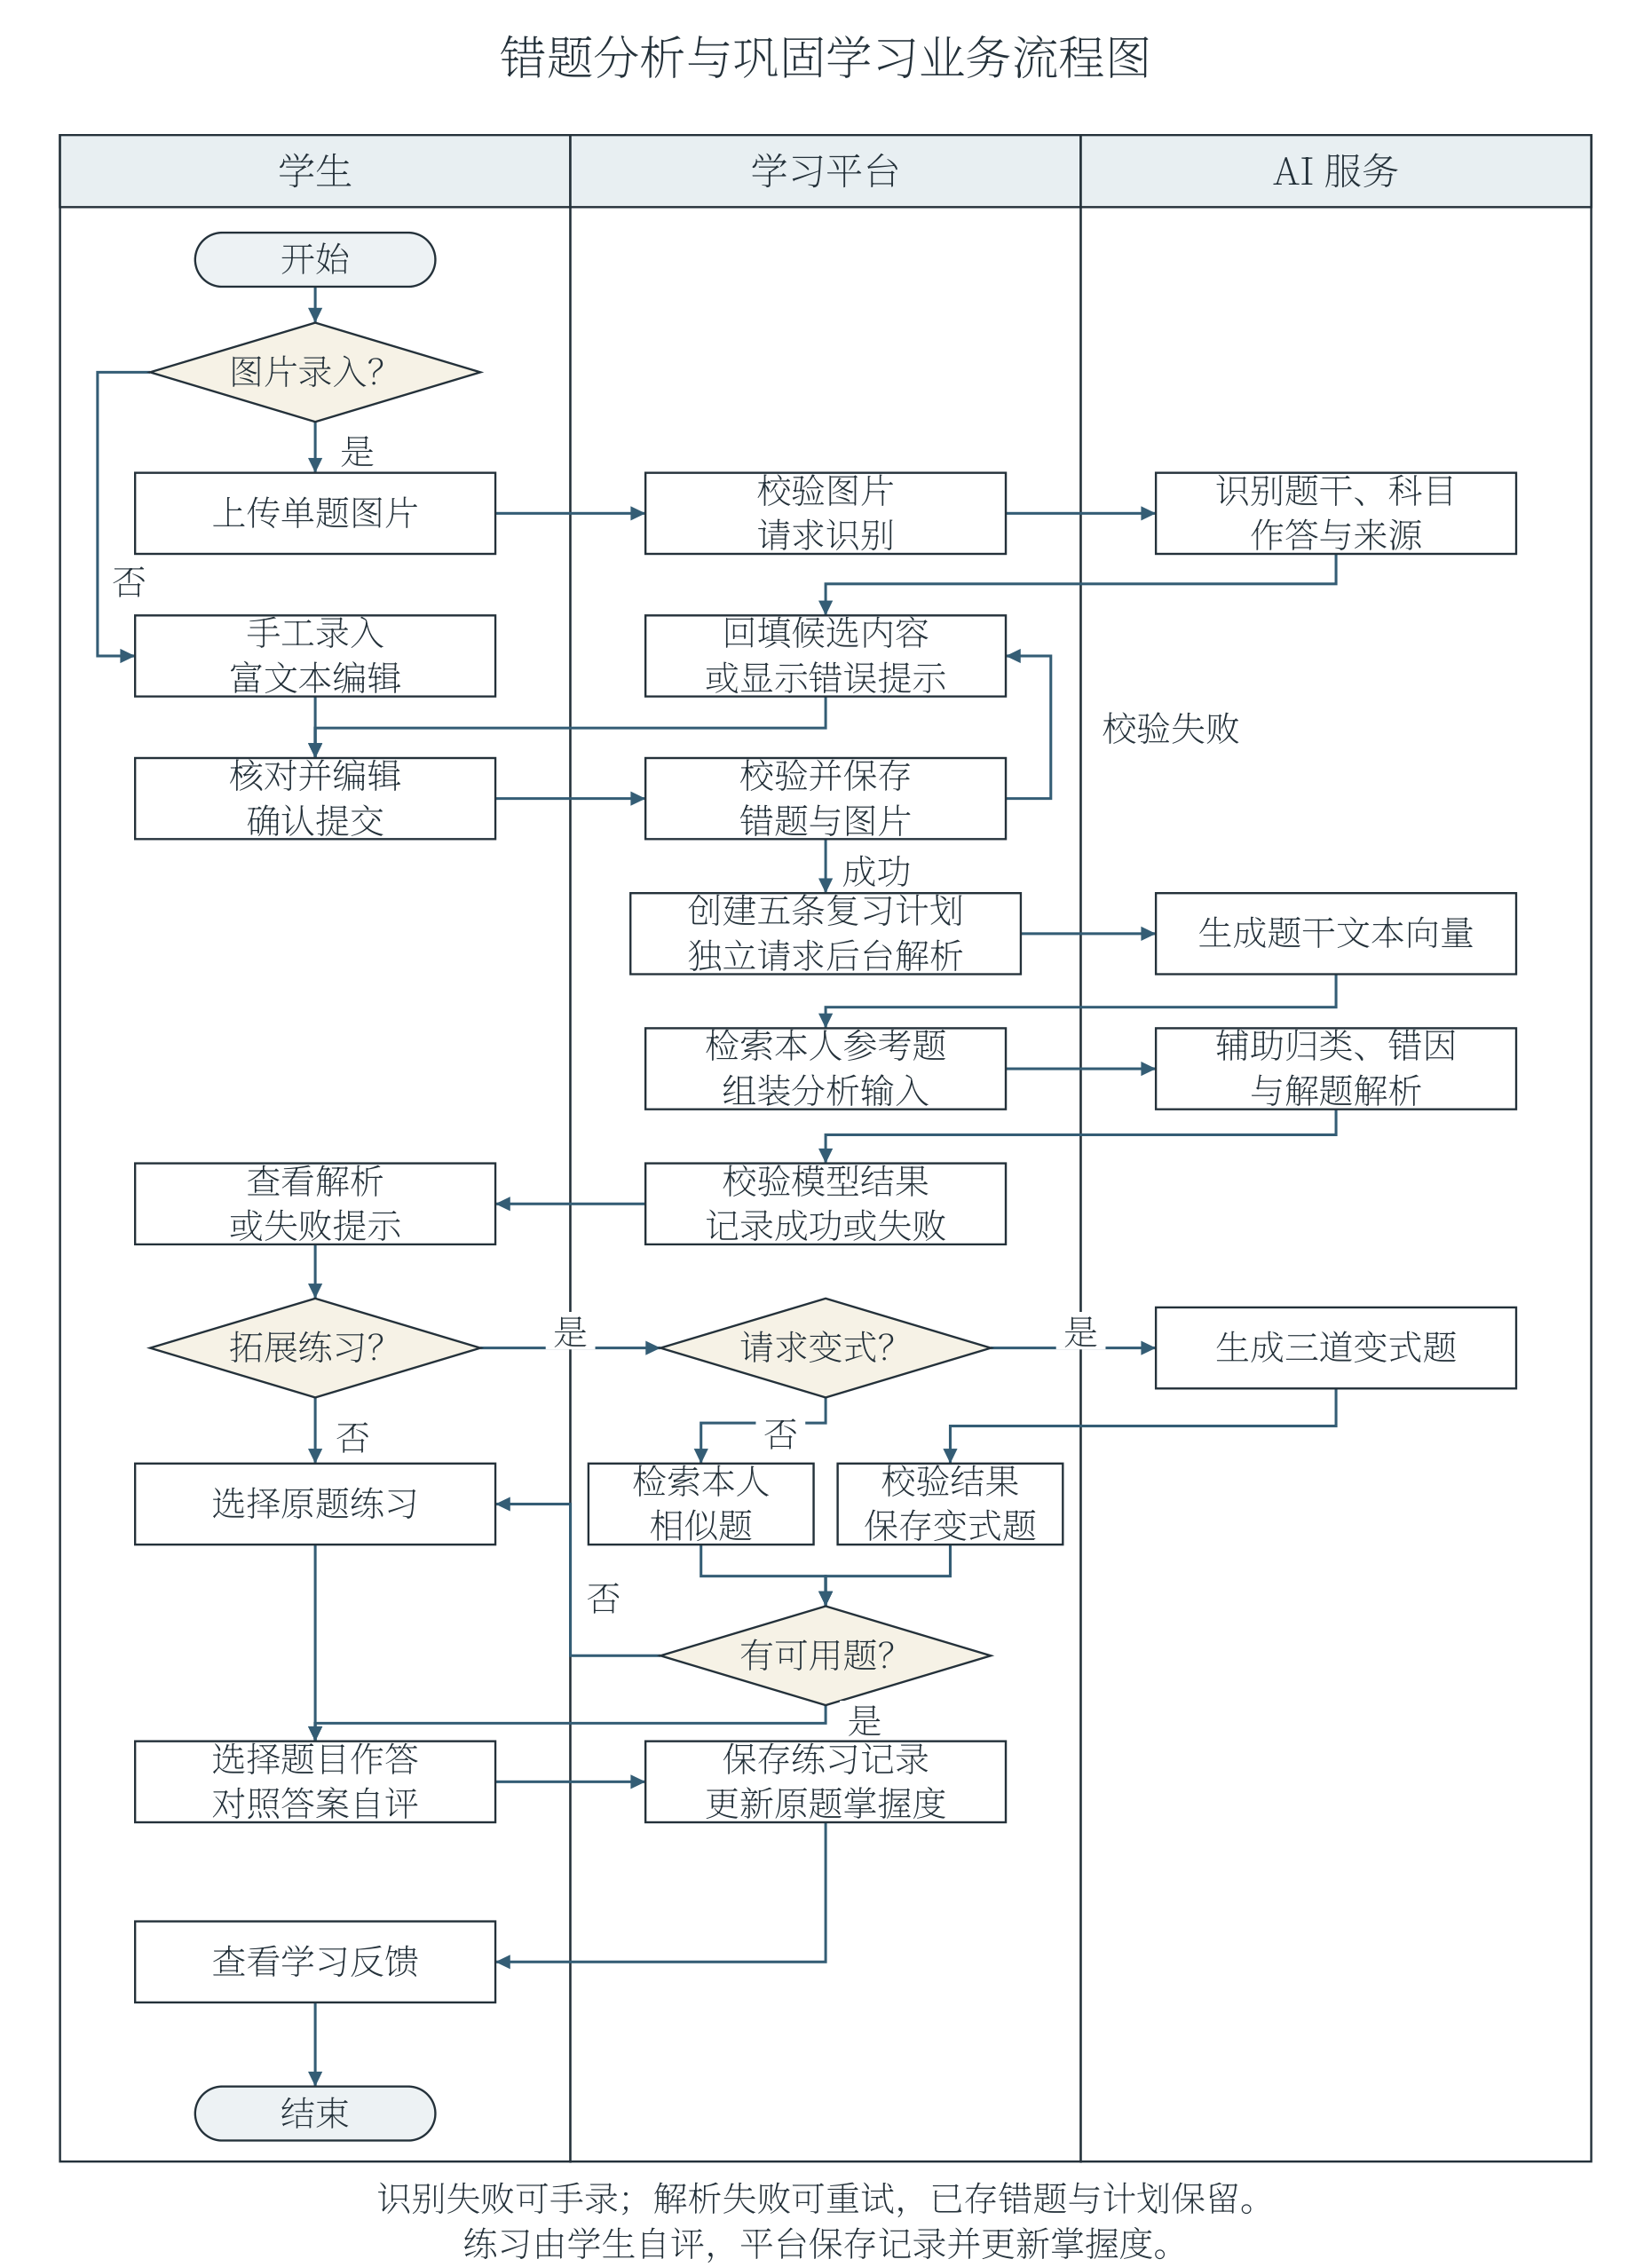 错题分析与巩固学习业务流程图
学生
学习平台
AI 服务
开始
图片录入?
是
上传单题图片
校验图片
请求识别
识别题干、科目
作答与来源
否
手工录入
富文本编辑
回填候选内容
或显示错误提示
校验失败
核对并编辑
确认提交
校验并保存
错题与图片
成功
创建五条复习计划
独立请求后台解析
生成题干文本向量
检索本人参考题
组装分析输入
辅助归类、错因
与解题解析
查看解析
或失败提示
校验模型结果
记录成功或失败
拓展练习?
是
请求变式?
是
生成三道变式题
否
否
选择原题练习
检索本人
相似题
校验结果
保存变式题
否
有可用题?
是
选择题目作答
对照答案自评
保存练习记录
更新原题掌握度
查看学习反馈
结束
识别失败可手录；解析失败可重试，已存错题与计划保留。
练习由学生自评，平台保存记录并更新掌握度。